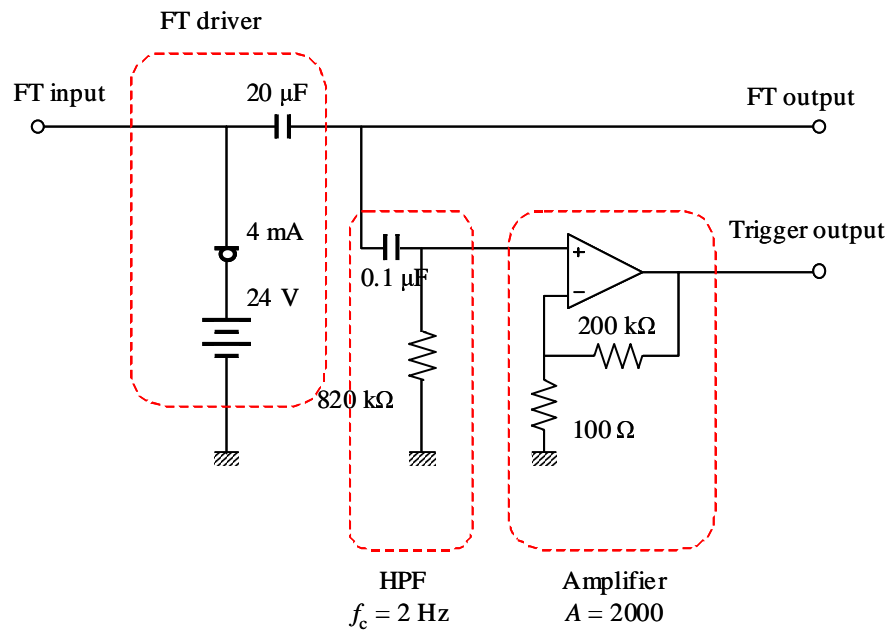 FT driver
FT input
20 µF
FT output
4 mA
24 V
0.1 µF
820 kΩ
+
−
200 kΩ
100 Ω
Trigger output
HPF
fc = 2 Hz
Amplifier
A = 2000